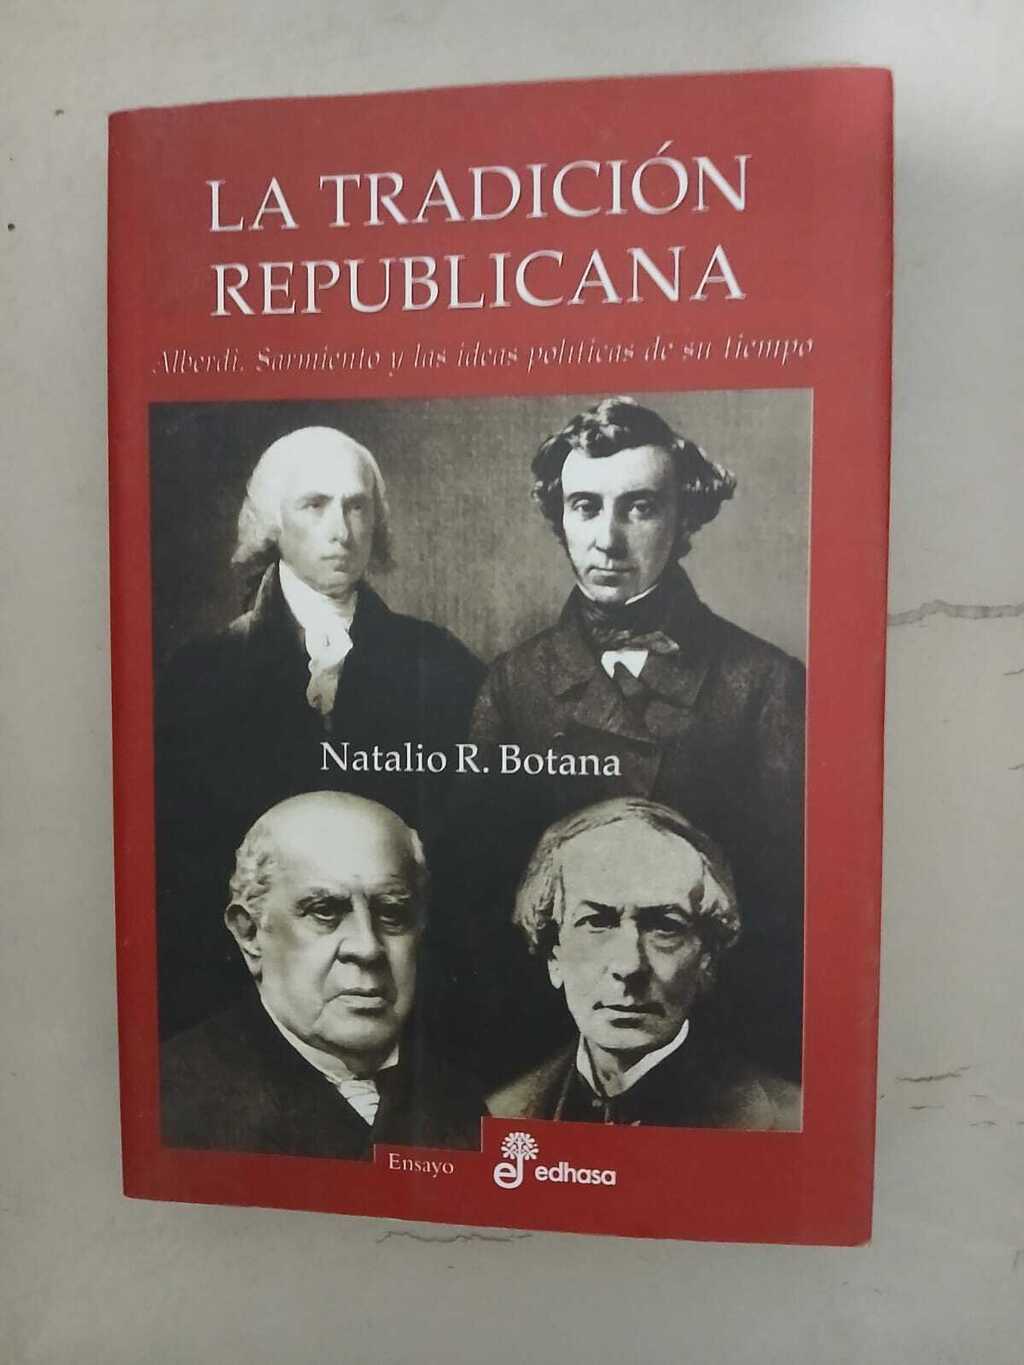 LA TRADICIÓN
REPUBLICANA
Alberdi, Sarmiento y las ideas políticas de su tiempo
Natalio R. Botana
Ensayo
edhasa